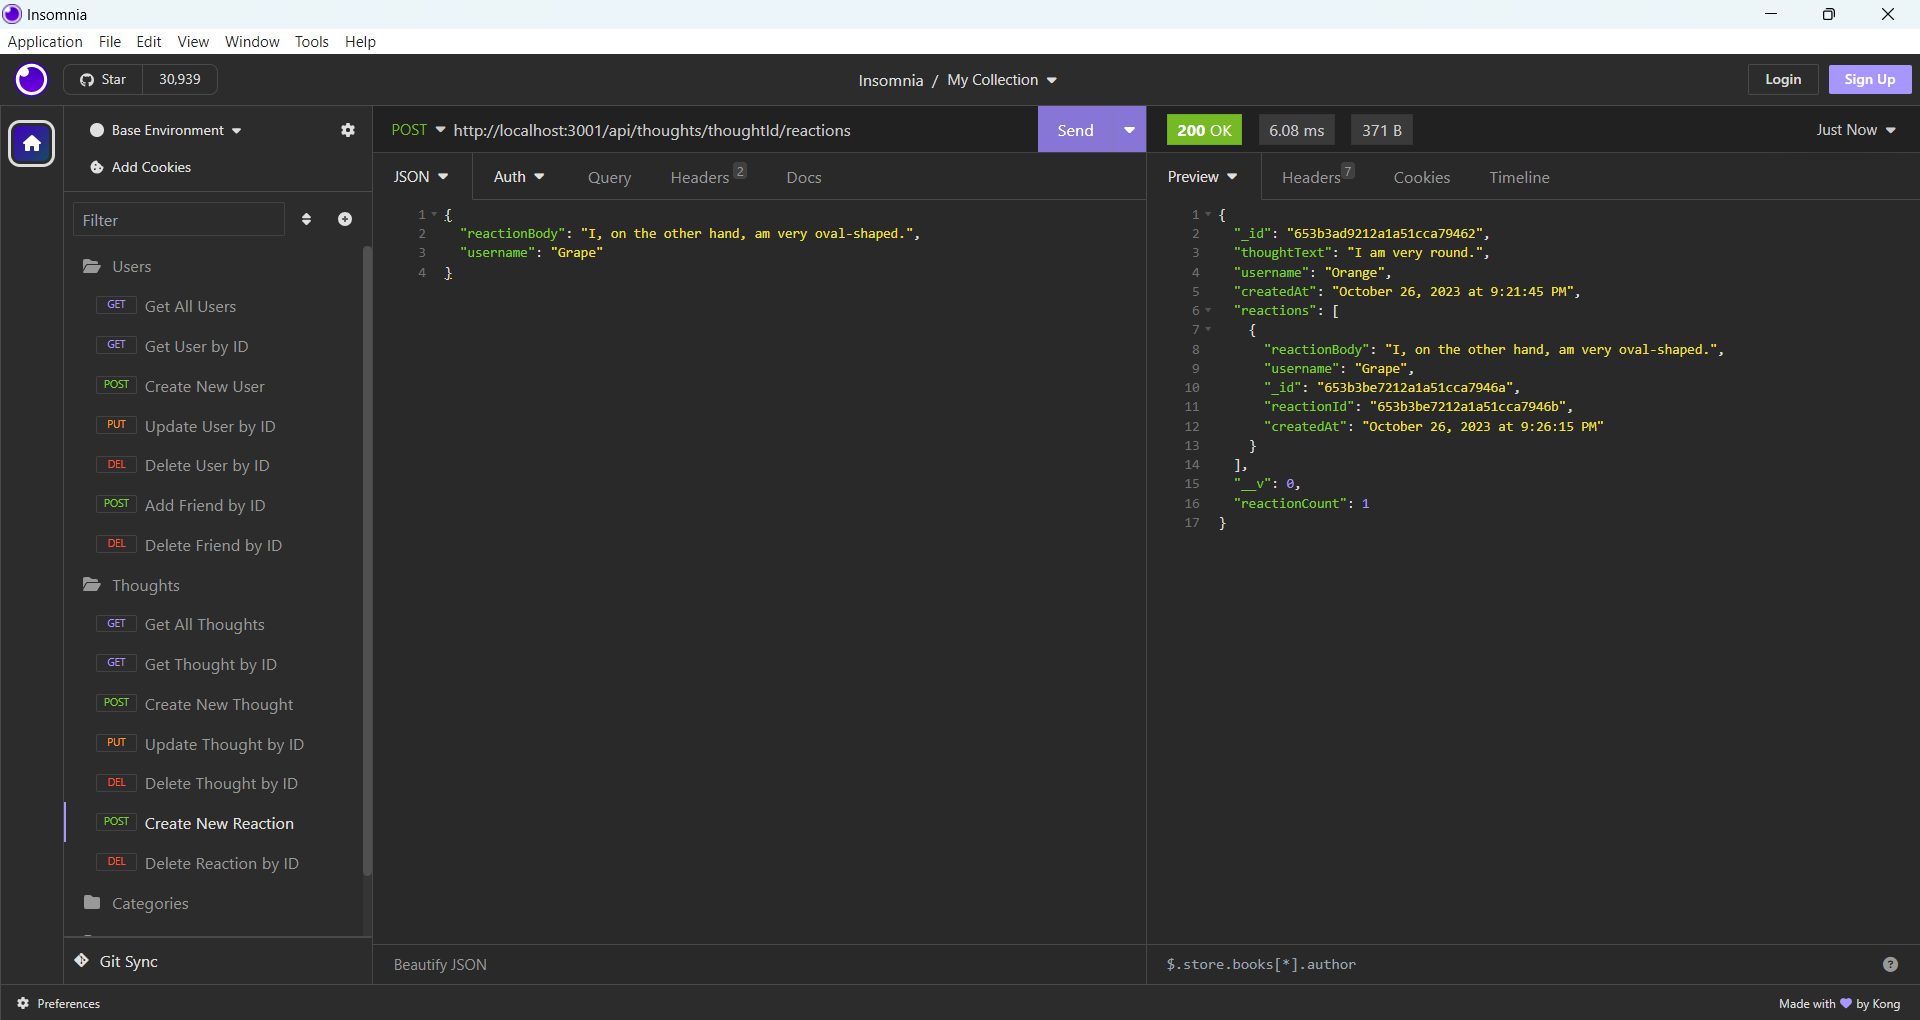 Insomnia
Application File Edit View Window Tools Help
Star 30,939
Insomnia / My Collection
Login Sign Up
Base Environment
Add Cookies
Filter
Users
GET Get All Users
GET Get User by ID
POST Create New User
PUT Update User by ID
DEL Delete User by ID
POST Add Friend by ID
DEL Delete Friend by ID
Thoughts
GET Get All Thoughts
GET Get Thought by ID
POST Create New Thought
PUT Update Thought by ID
DEL Delete Thought by ID
POST Create New Reaction
DEL Delete Reaction by ID
Categories
Git Sync
POST http://localhost:3001/api/thoughts/thoughtId/reactions Send
JSON Auth Query Headers 2 Docs
1 {
2 "reactionBody": "I, on the other hand, am very oval-shaped.",
3 "username": "Grape"
4 }
Beautify JSON
200 OK 6.08 ms 371 B Just Now
Preview Headers 7 Cookies Timeline
1 {
2 "_id": "653b3ad9212a1a51cca79462",
3 "thoughtText": "I am very round.",
4 "username": "Orange",
5 "createdAt": "October 26, 2023 at 9:21:45 PM",
6 "reactions": [
7 {
8 "reactionBody": "I, on the other hand, am very oval-shaped.",
9 "username": "Grape",
10 "_id": "653b3be7212a1a51cca7946a",
11 "reactionId": "653b3be7212a1a51cca7946b",
12 "createdAt": "October 26, 2023 at 9:26:15 PM"
13 }
14 ],
15 "__v": 0,
16 "reactionCount": 1
17 }
$.store.books[*].author
?
Preferences
Made with 💜 by Kong